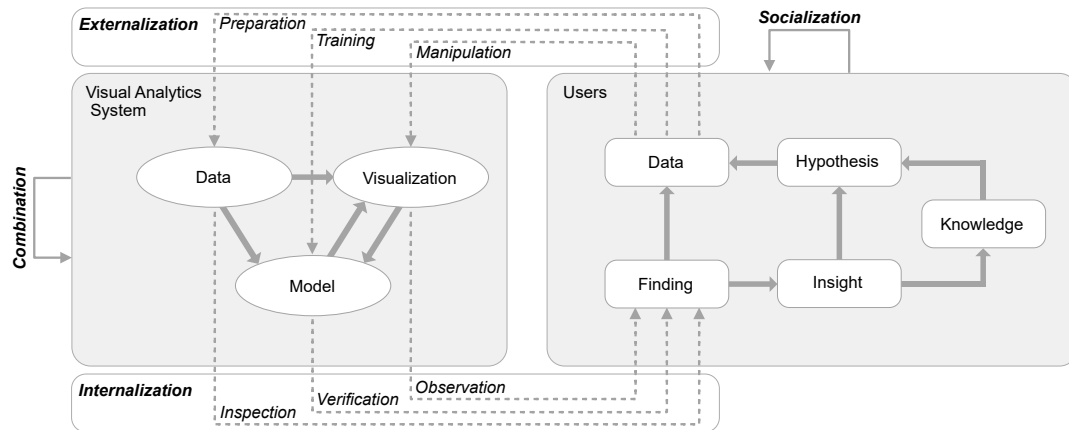 Externalization
Preparation
Training
Manipulation
Socialization
Visual Analytics
System
Users
Data
Visualization
Model
Data
Hypothesis
Knowledge
Finding
Insight
Combination
Internalization
Observation
Verification
Inspection